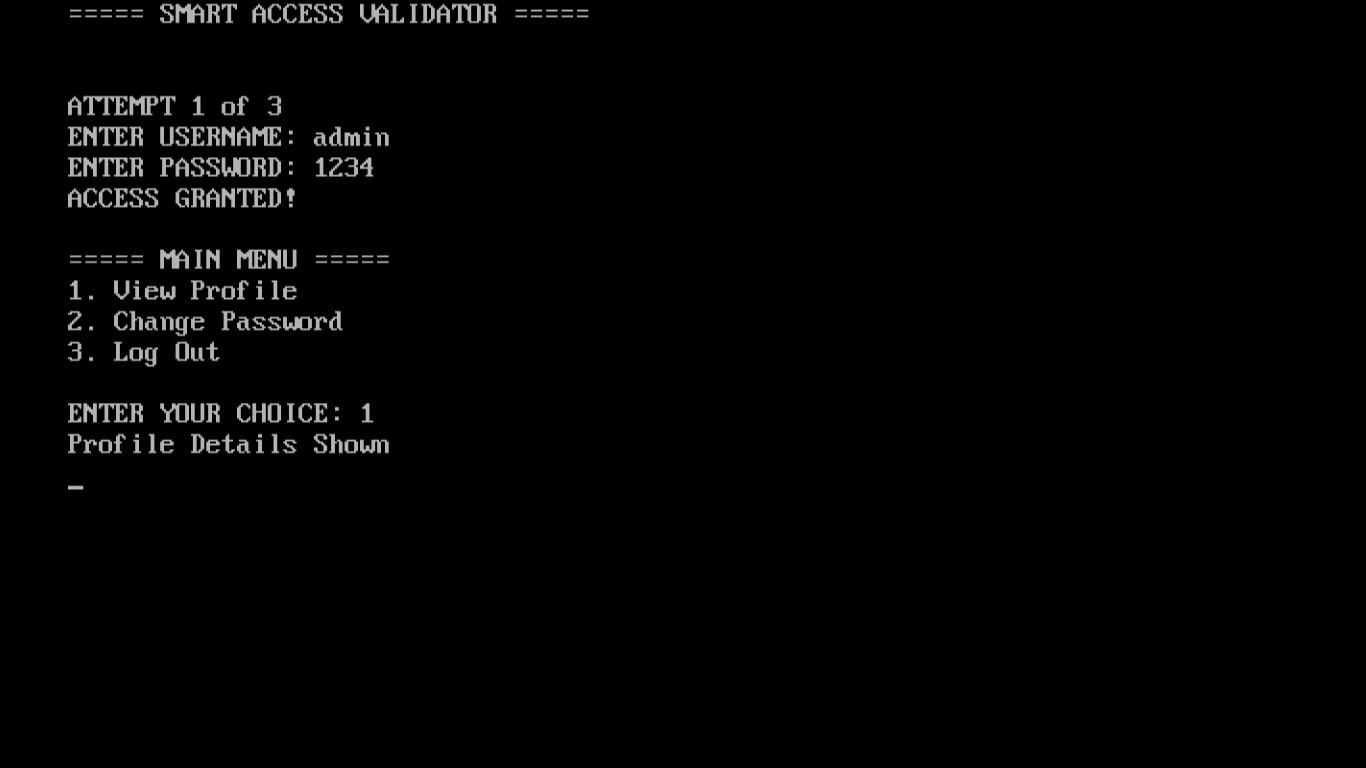 ===== SMART ACCESS VALIDATOR =====
ATTEMPT 1 of 3
ENTER USERNAME: admin
ENTER PASSWORD: 1234
ACCESS GRANTED!
===== MAIN MENU =====
1. View Profile
2. Change Password
3. Log Out
ENTER YOUR CHOICE: 1
Profile Details Shown
_